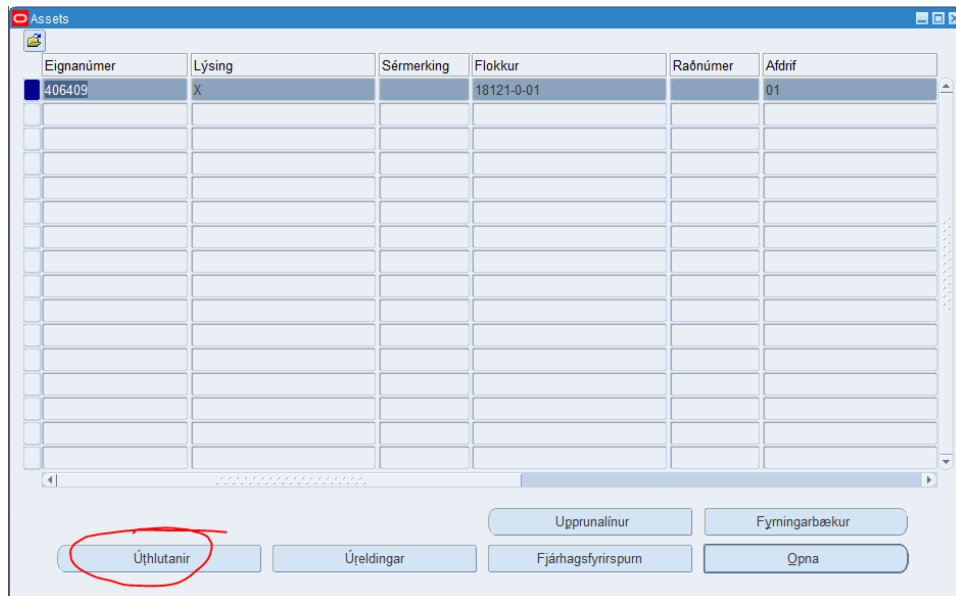 Assets
Eignanúmer Lýsing Sérmerking Flokkur Raðnúmer Afdrif
406409 X 18121-0-01 01
Upprunalínur Fyrningarbækur
Úthlutanir Úreldingar Fjárhagsfyrirspurn Opna